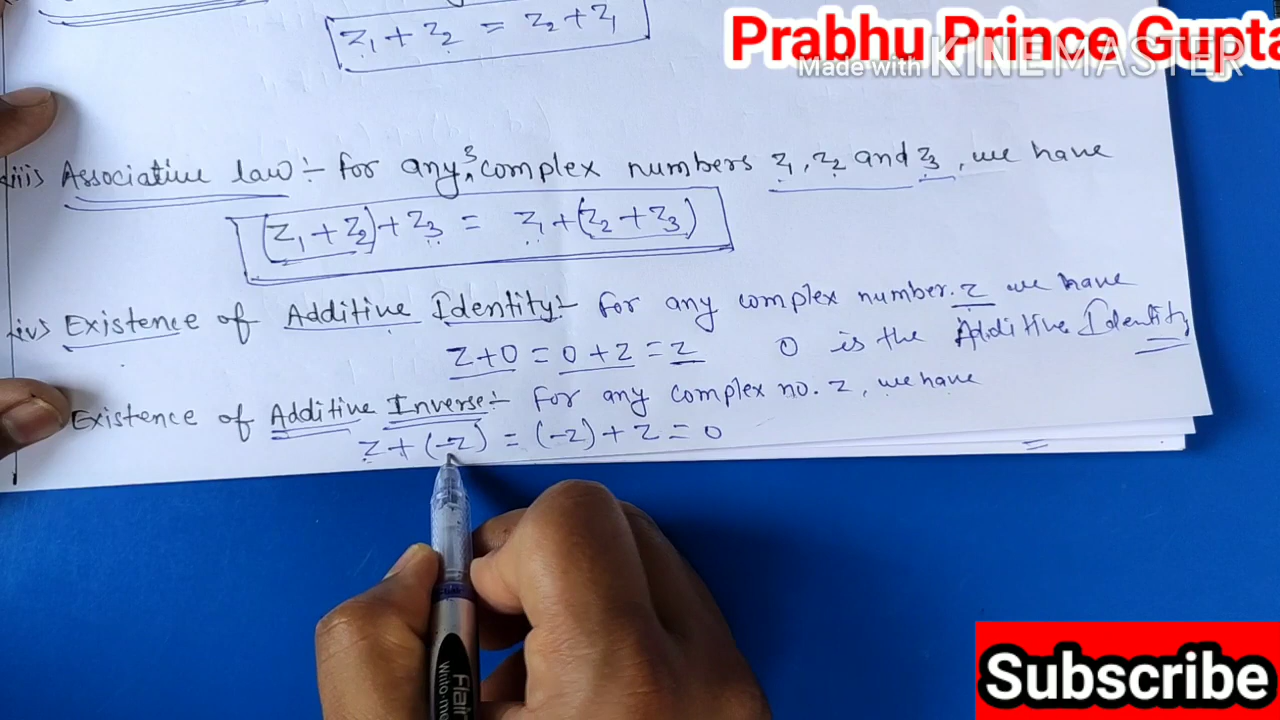 z₁ + z₂ = z₂ + z₁
Prabhu Prince Gupta
Made with KINEMASTER
iii) Associative law :- for any 3 complex numbers z₁, z₂ and z₃, we have
(z₁ + z₂) + z₃ = z₁ + (z₂ + z₃)
iv) Existence of Additive Identity :- for any complex number z we have
z + 0 = 0 + z = z 0 is the Additive Identity
Existence of Additive Inverse :- For any complex no. z, we have
z + (-z) = (-z) + z = 0
Flair
Subscribe